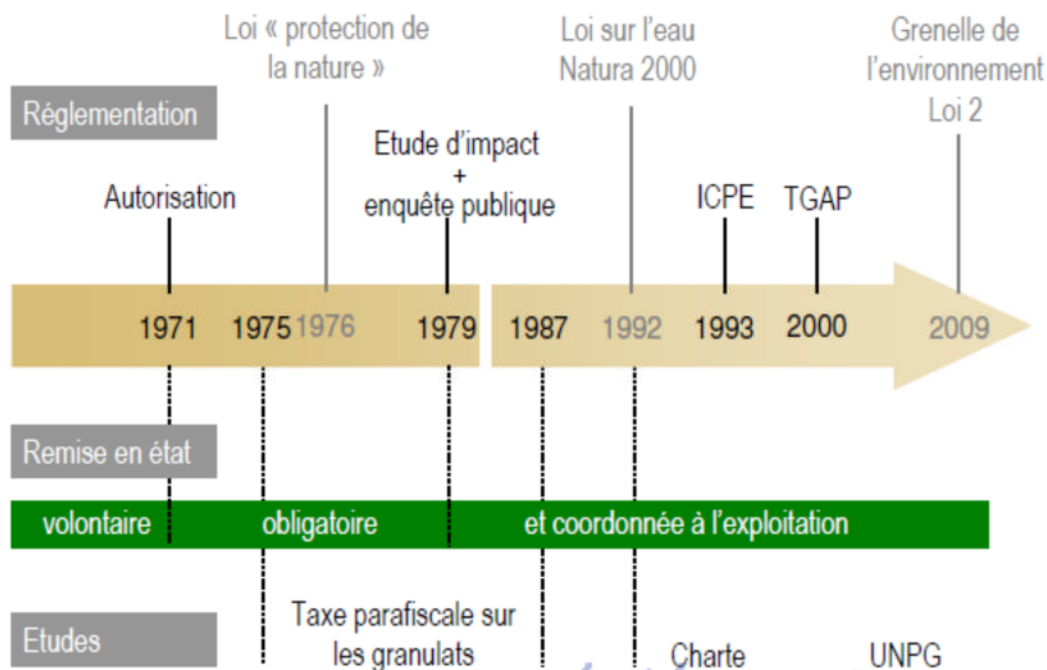 Loi « protection de
la nature »
Loi sur l'eau
Natura 2000
Grenelle de
l'environnement
Loi 2
Réglementation
Autorisation
Etude d'impact
+
enquête publique
ICPE
TGAP
1971
1975
1976
1979
1987
1992
1993
2000
2009
Remise en état
volontaire
obligatoire
et coordonnée à l'exploitation
Etudes
Taxe parafiscale sur
les granulats
Charte
UNPG